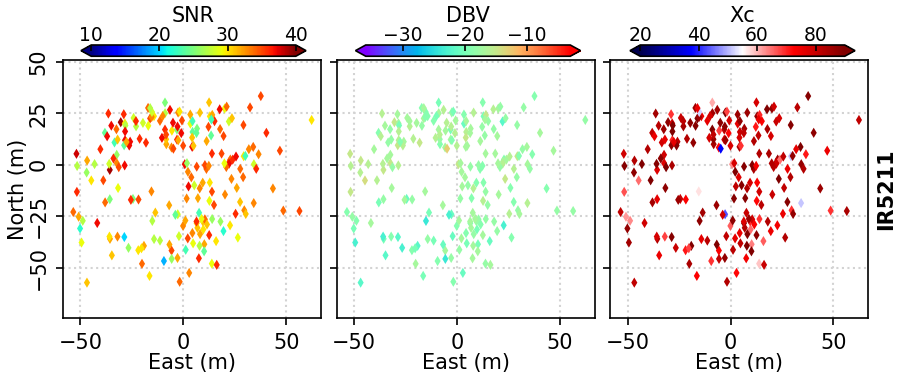 SNR DBV Xc
10 20 30 40 −30 −20 −10 20 40 60 80
50
25
0
−25
−50
North (m)
IR5211
−50 0 50 −50 0 50 −50 0 50
East (m) East (m) East (m)